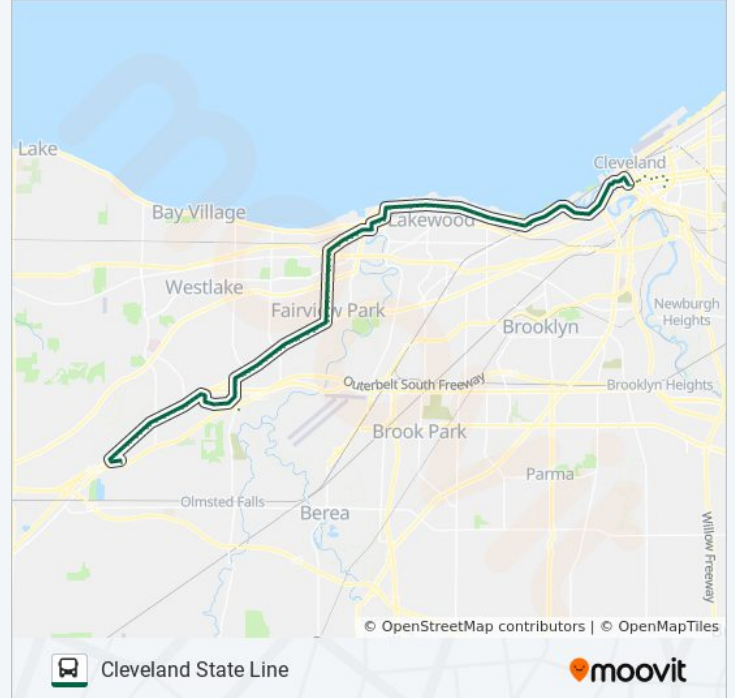 Cleveland
Lake
Bay Village
Lakewood
Westlake
Fairview Park
Newburgh
Heights
Brooklyn
Outerbelt South Freeway
Brooklyn Heights
Brook Park
Parma
Olmsted Falls
Berea
Willow Freeway
© OpenStreetMap contributors | © OpenMapTiles
Cleveland State Line
moovit